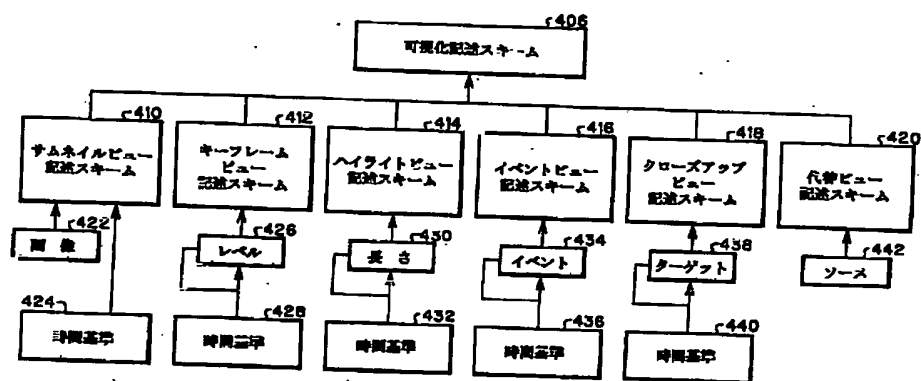 406
可視化記述スキーム
410
サムネイルビュー
記述スキーム
412
キーフレーム
ビュー
記述スキーム
414
ハイライトビュー
記述スキーム
416
イベントビュー
記述スキーム
418
クローズアップ
ビュー
記述スキーム
420
代替ビュー
記述スキーム
422
画像
426
レベル
430
長さ
434
イベント
438
ターゲット
442
ソース
424
時間基準
428
時間基準
432
時間基準
436
時間基準
440
時間基準